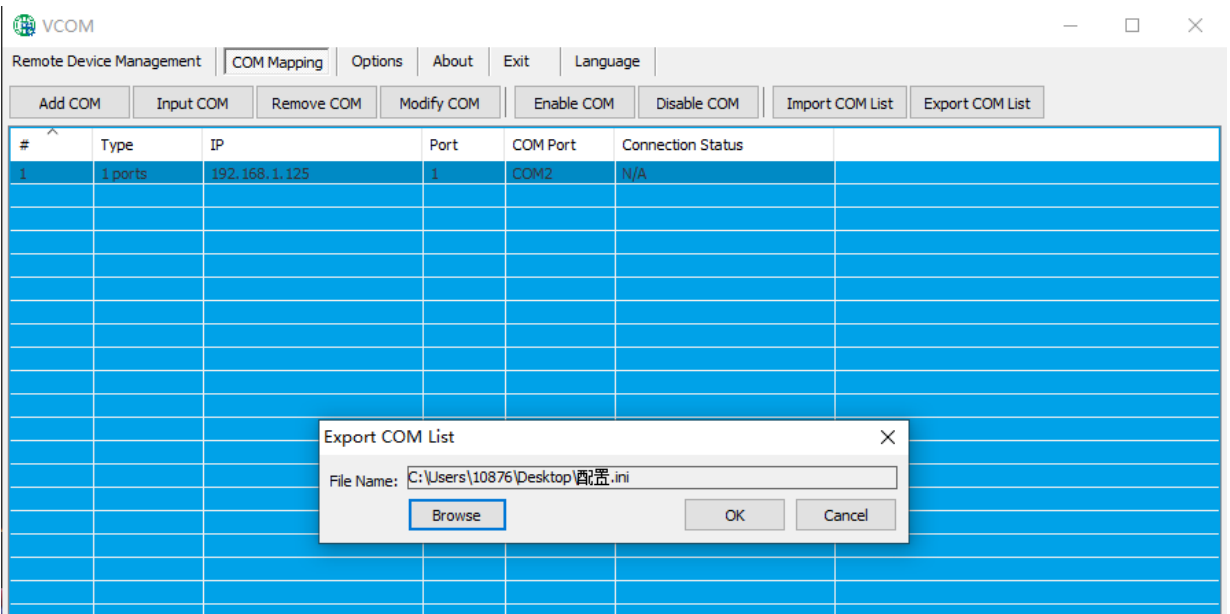 VCOM
Remote Device Management COM Mapping Options About Exit Language
Add COM Input COM Remove COM Modify COM Enable COM Disable COM Import COM List Export COM List
# Type IP Port COM Port Connection Status
1 1 ports 192.168.1.125 1 COM2 N/A
Export COM List
File Name: C:\Users\10876\Desktop\配置.ini
Browse OK Cancel